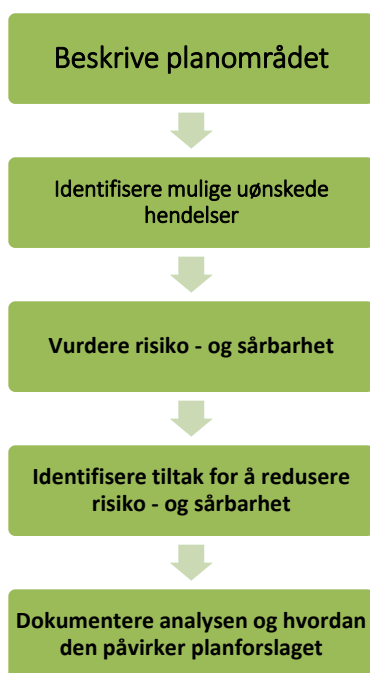 Beskrive planområdet
Identifisere mulige uønskede
hendelser
Vurdere risiko - og sårbarhet
Identifisere tiltak for å redusere
risiko - og sårbarhet
Dokumentere analysen og hvordan
den påvirker planforslaget